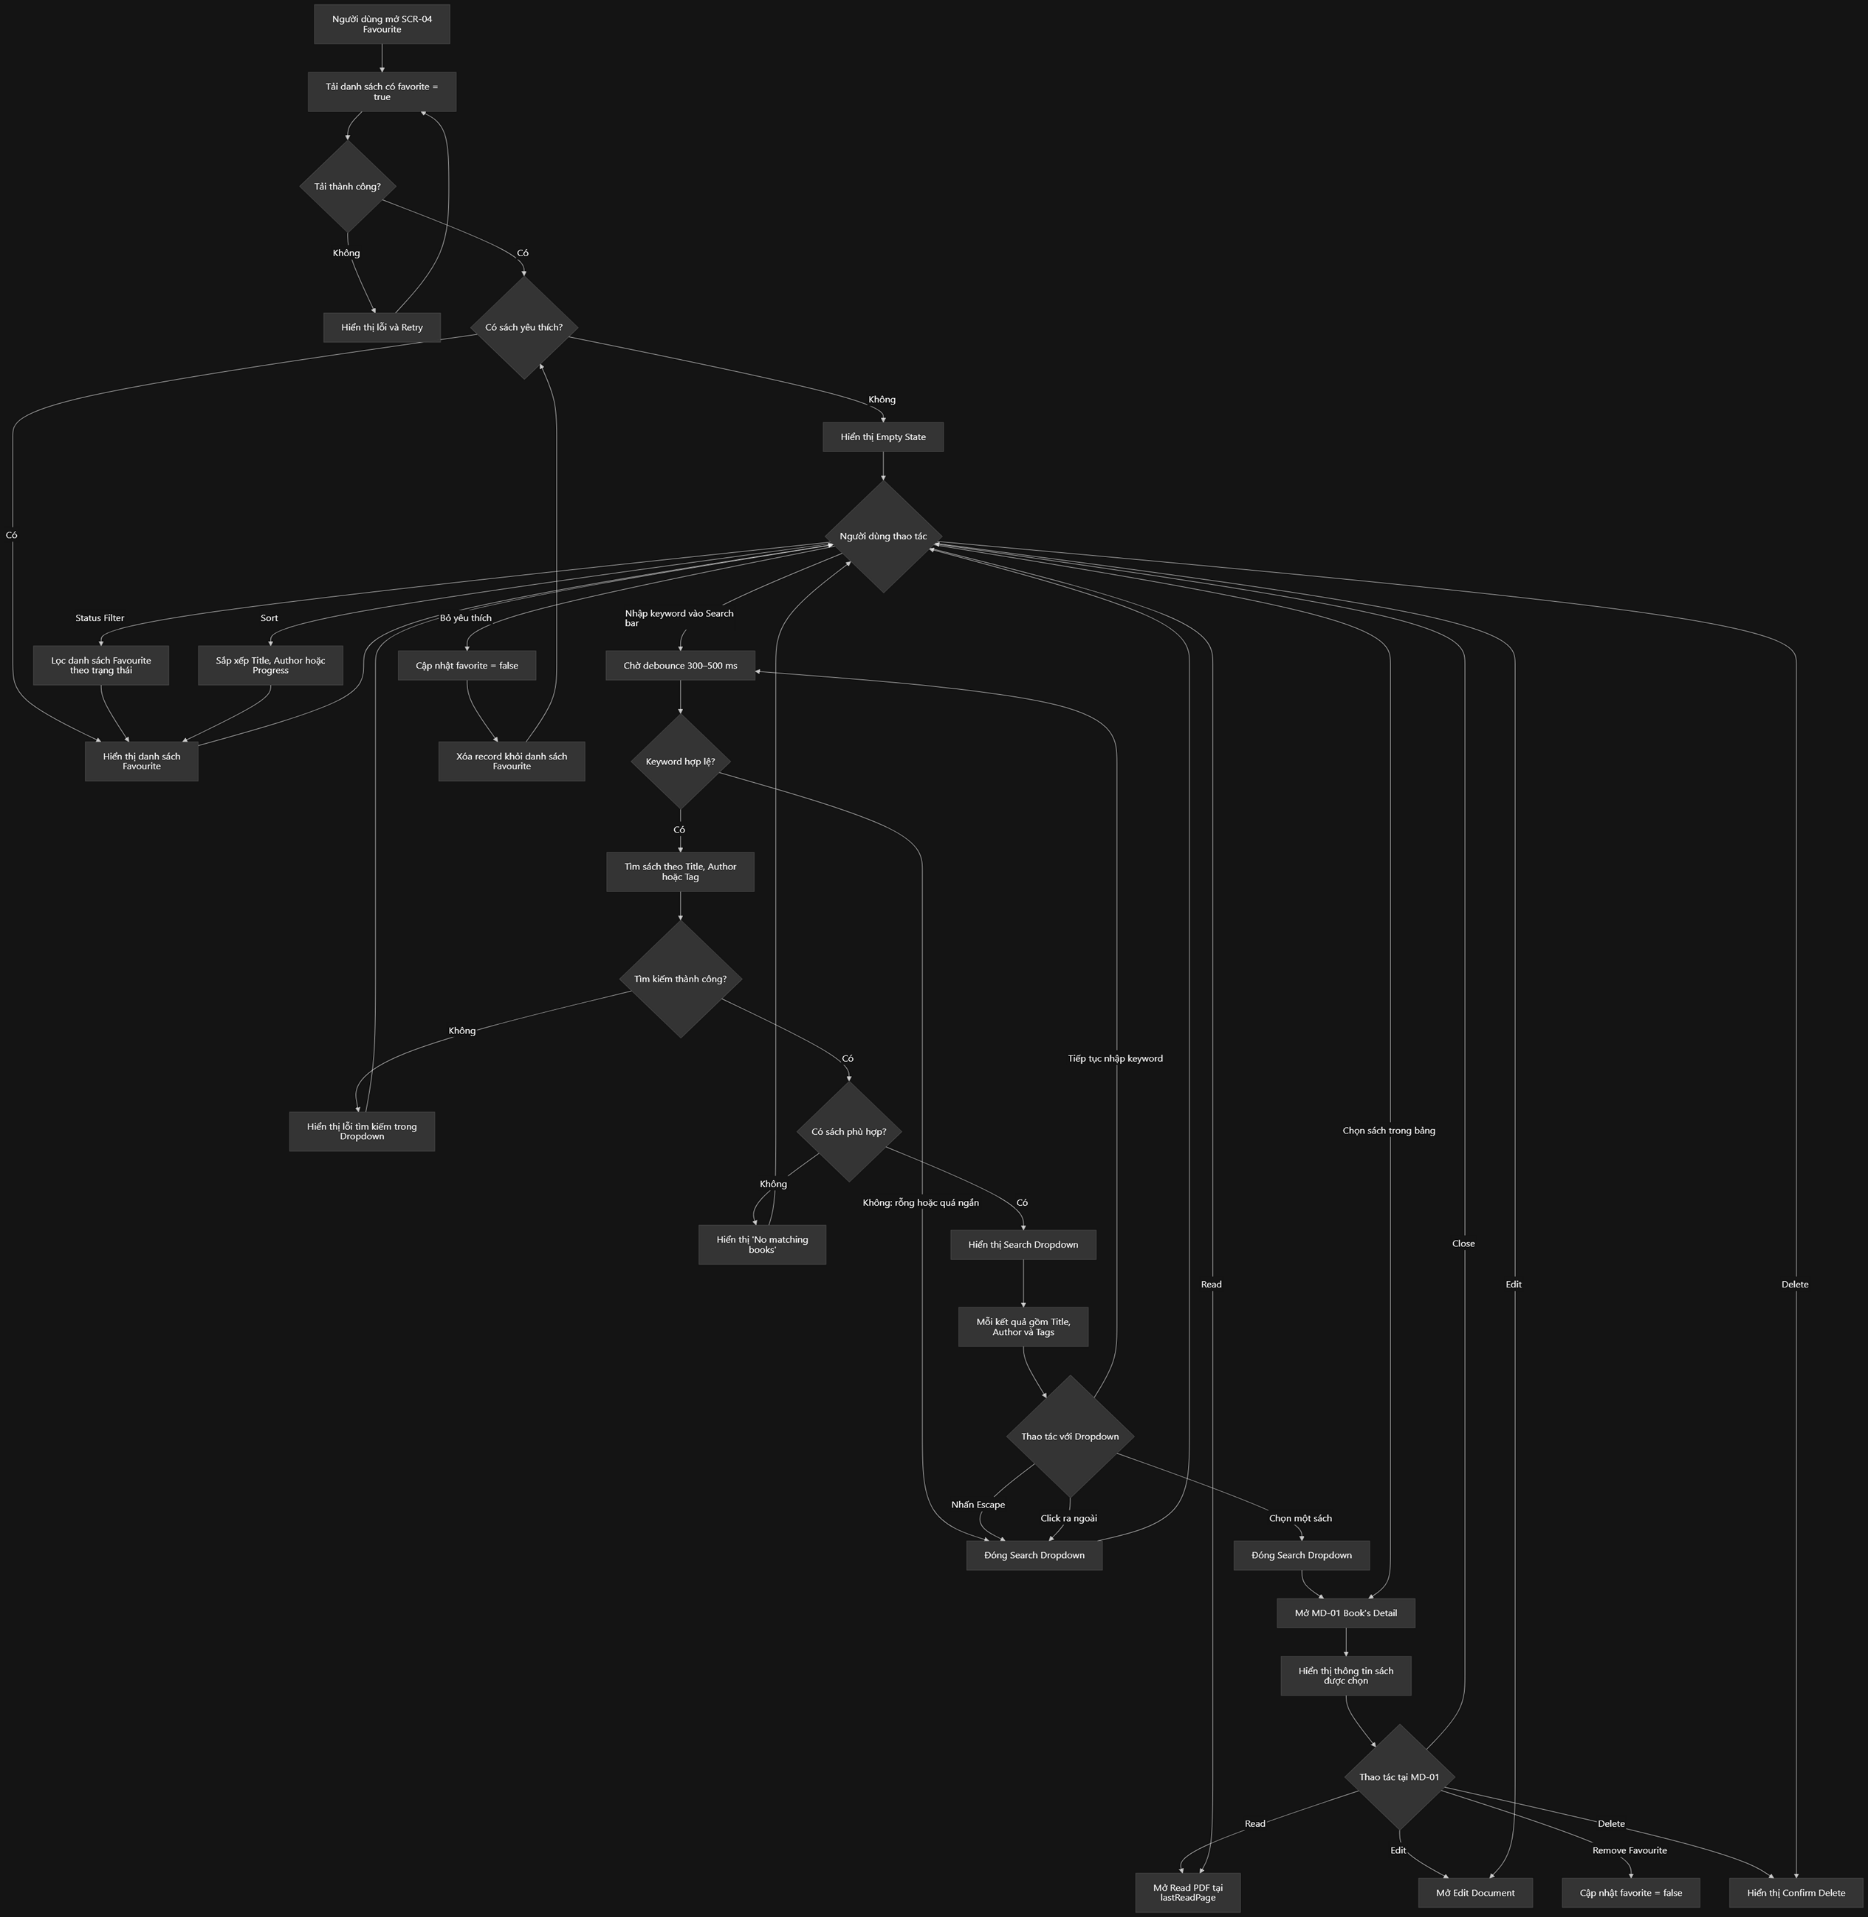 Người dùng mở SCR-04
Favourite
Tải danh sách có favorite =
true
Tải thành công?
Không
Có
Hiển thị lỗi và Retry
Có sách yêu thích?
Không
Hiển thị Empty State
Có
Người dùng thao tác
Status Filter
Sort
Bỏ yêu thích
Nhập keyword vào Search
bar
Lọc danh sách Favourite
theo trạng thái
Sắp xếp Title, Author hoặc
Progress
Cập nhật favorite = false
Chờ debounce 300–500 ms
Hiển thị danh sách
Favourite
Xóa record khỏi danh sách
Favourite
Keyword hợp lệ?
Có
Tìm sách theo Title, Author
hoặc Tag
Tìm kiếm thành công?
Không
Có
Tiếp tục nhập keyword
Hiển thị lỗi tìm kiếm trong
Dropdown
Có sách phù hợp?
Chọn sách trong bảng
Không
Không: rỗng hoặc quá ngắn
Có
Hiển thị 'No matching
books'
Hiển thị Search Dropdown
Close
Read
Edit
Delete
Mỗi kết quả gồm Title,
Author và Tags
Thao tác với Dropdown
Nhấn Escape
Click ra ngoài
Chọn một sách
Đóng Search Dropdown
Đóng Search Dropdown
Mở MD-01 Book's Detail
Hiển thị thông tin sách
được chọn
Thao tác tại MD-01
Read
Edit
Remove Favourite
Delete
Mở Read PDF tại
lastReadPage
Mở Edit Document
Cập nhật favorite = false
Hiển thị Confirm Delete